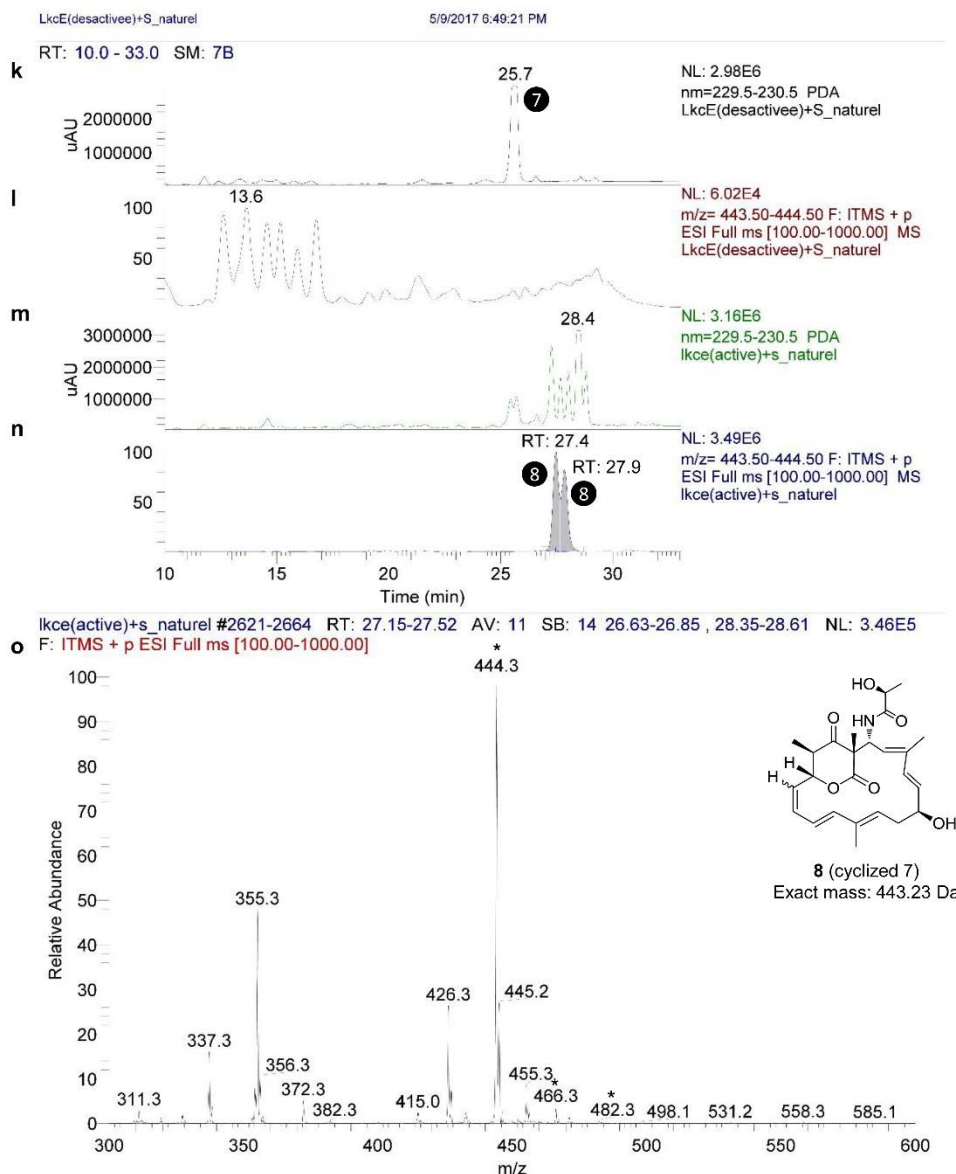 LkcE(desactivee)+S_naturel 5/9/2017 6:49:21 PM
RT: 10.0 - 33.0 SM: 7B
k
25.7
7
2000000
1000000
uAU
NL: 2.98E6
nm=229.5-230.5 PDA
LkcE(desactivee)+S_naturel
l
13.6
100
50
NL: 6.02E4
m/z= 443.50-444.50 F: ITMS + p
ESI Full ms [100.00-1000.00] MS
LkcE(desactivee)+S_naturel
m
28.4
3000000
2000000
1000000
uAU
NL: 3.16E6
nm=229.5-230.5 PDA
lkce(active)+s_naturel
n
RT: 27.4
RT: 27.9
8
8
100
50
NL: 3.49E6
m/z= 443.50-444.50 F: ITMS + p
ESI Full ms [100.00-1000.00] MS
lkce(active)+s_naturel
10 15 20 25 30
Time (min)
lkce(active)+s_naturel #2621-2664 RT: 27.15-27.52 AV: 11 SB: 14 26.63-26.85 , 28.35-28.61 NL: 3.46E5
o
F: ITMS + p ESI Full ms [100.00-1000.00]
*
444.3
100
90
80
70
60
50
40
30
20
10
0
Relative Abundance
355.3
426.3
445.2
337.3
356.3
311.3
372.3
382.3
415.0
455.3
*
466.3
*
482.3
498.1
531.2
558.3
585.1
300 350 400 450 500 550 600
m/z
HO
O
HN
O
H
H
O
O
OH
8 (cyclized 7)
Exact mass: 443.23 Da